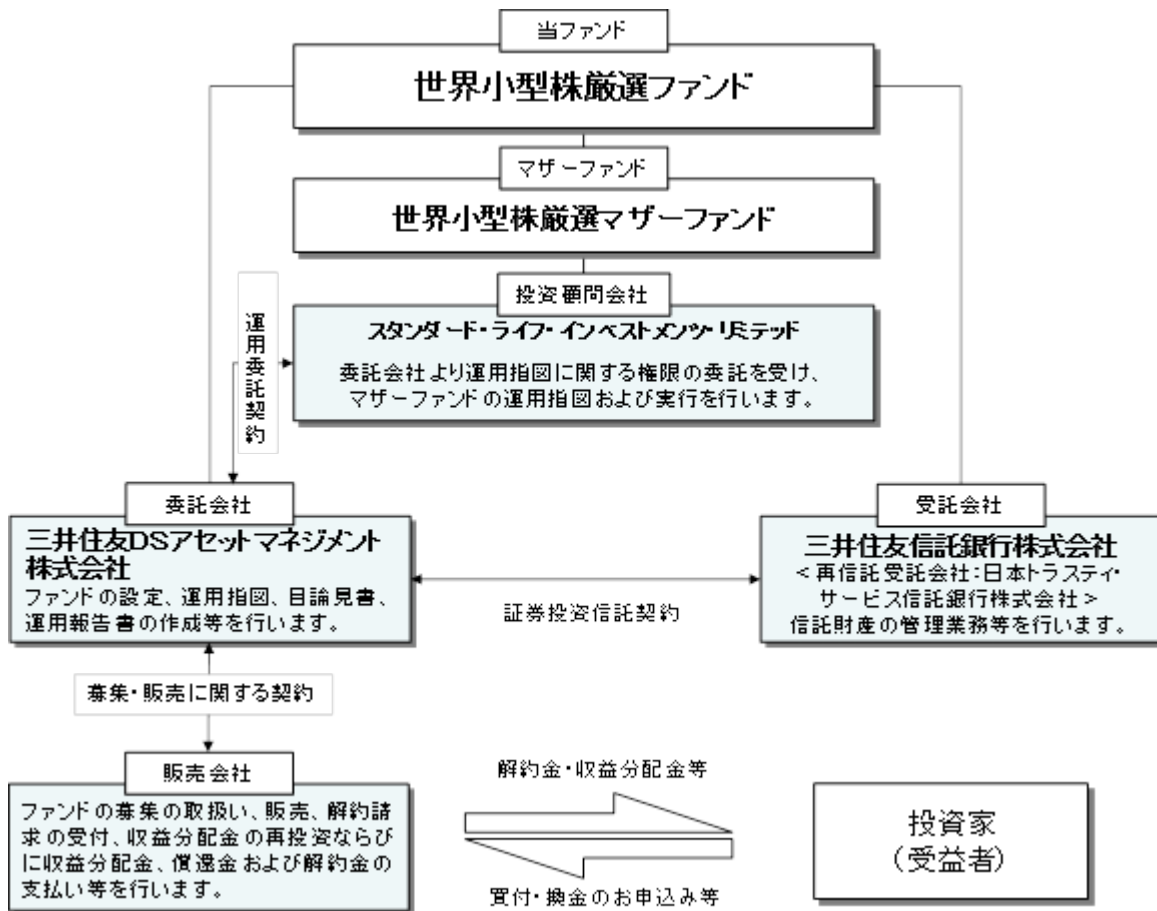 当ファンド
世界小型株厳選ファンド
マザーファンド
世界小型株厳選マザーファンド
投資顧問会社
スタンダード・ライフ・インベストメンツ・リミテッド
委託会社より運用指図に関する権限の委託を受け、
マザーファンドの運用指図および実行を行います。
運用委託契約
委託会社
三井住友DSアセットマネジメント
株式会社
ファンドの設定、運用指図、目論見書、
運用報告書の作成等を行います。
証券投資信託契約
受託会社
三井住友信託銀行株式会社
<再信託受託会社:日本トラスティ・
サービス信託銀行株式会社>
信託財産の管理業務等を行います。
募集・販売に関する契約
販売会社
ファンドの募集の取扱い、販売、解約請
求の受付、収益分配金の再投資ならび
に収益分配金、償還金および解約金の
支払い等を行います。
解約金・収益分配金等
買付・換金のお申込み等
投資家
(受益者)